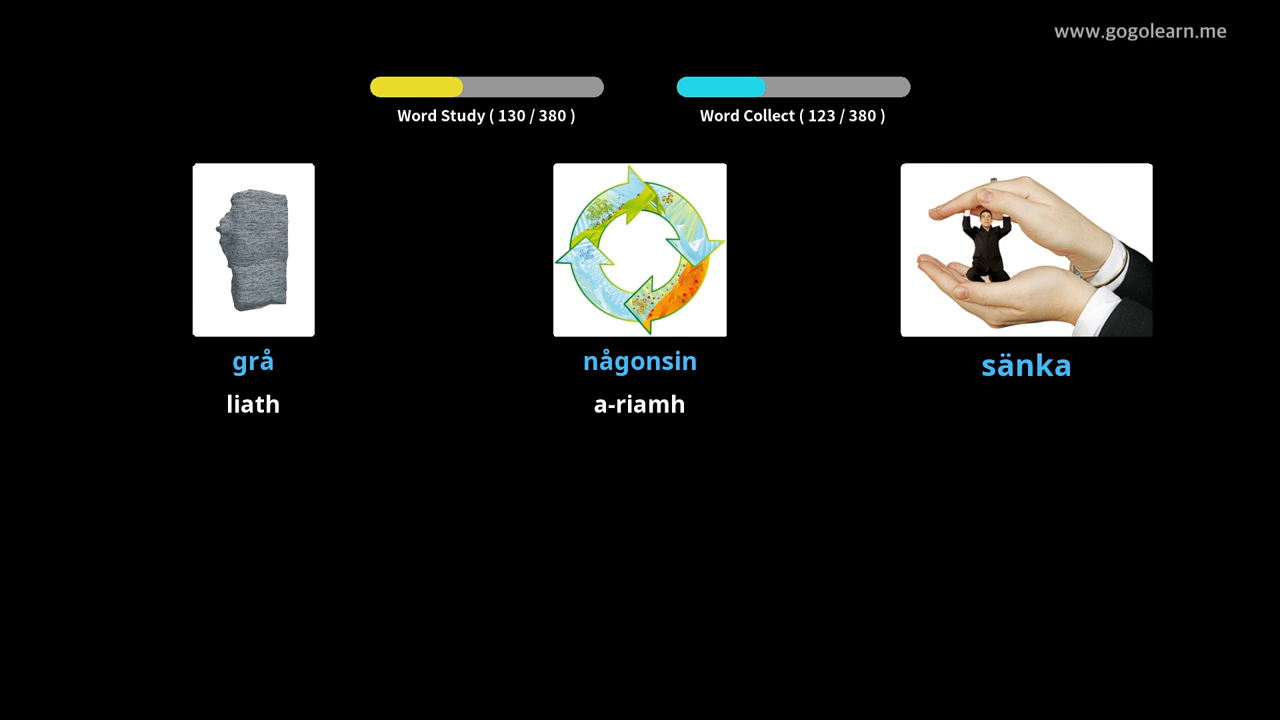 www.gogolearn.me
Word Study ( 130 / 380 )
Word Collect ( 123 / 380 )
grå
någonsin
sänka
liath
a-riamh